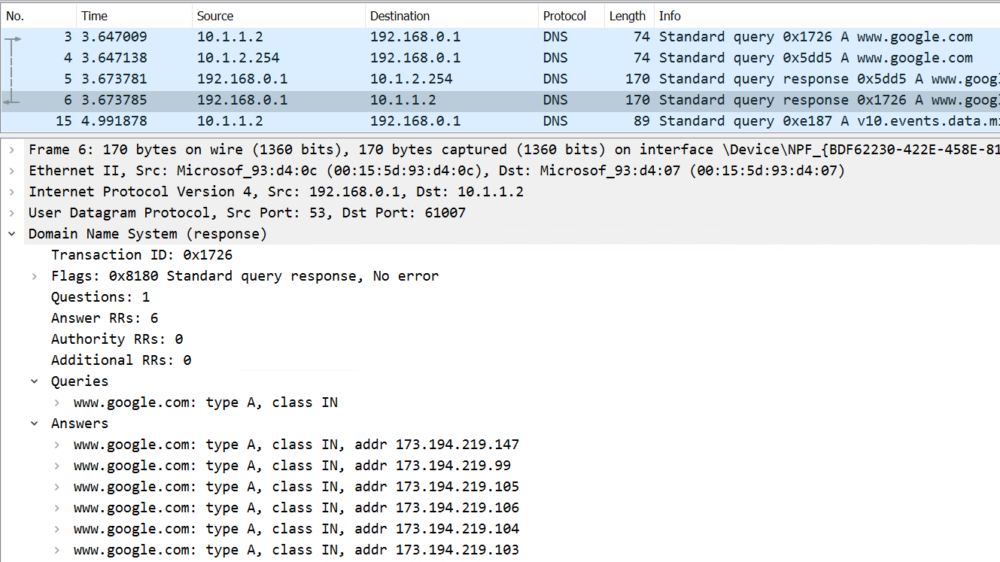 No. Time Source Destination Protocol Length Info
3 3.647009 10.1.1.2 192.168.0.1 DNS 74 Standard query 0x1726 A www.google.com
4 3.647138 10.1.2.254 192.168.0.1 DNS 74 Standard query 0x5dd5 A www.google.com
5 3.673781 192.168.0.1 10.1.2.254 DNS 170 Standard query response 0x5dd5 A www.googl
6 3.673785 192.168.0.1 10.1.1.2 DNS 170 Standard query response 0x1726 A www.googl
15 4.991878 10.1.1.2 192.168.0.1 DNS 89 Standard query 0xe187 A v10.events.data.mi
Frame 6: 170 bytes on wire (1360 bits), 170 bytes captured (1360 bits) on interface \Device\NPF_{BDF62230-422E-458E-81
Ethernet II, Src: Microsof_93:d4:0c (00:15:5d:93:d4:0c), Dst: Microsof_93:d4:07 (00:15:5d:93:d4:07)
Internet Protocol Version 4, Src: 192.168.0.1, Dst: 10.1.1.2
User Datagram Protocol, Src Port: 53, Dst Port: 61007
Domain Name System (response)
Transaction ID: 0x1726
Flags: 0x8180 Standard query response, No error
Questions: 1
Answer RRs: 6
Authority RRs: 0
Additional RRs: 0
Queries
www.google.com: type A, class IN
Answers
www.google.com: type A, class IN, addr 173.194.219.147
www.google.com: type A, class IN, addr 173.194.219.99
www.google.com: type A, class IN, addr 173.194.219.105
www.google.com: type A, class IN, addr 173.194.219.106
www.google.com: type A, class IN, addr 173.194.219.104
www.google.com: type A, class IN, addr 173.194.219.103